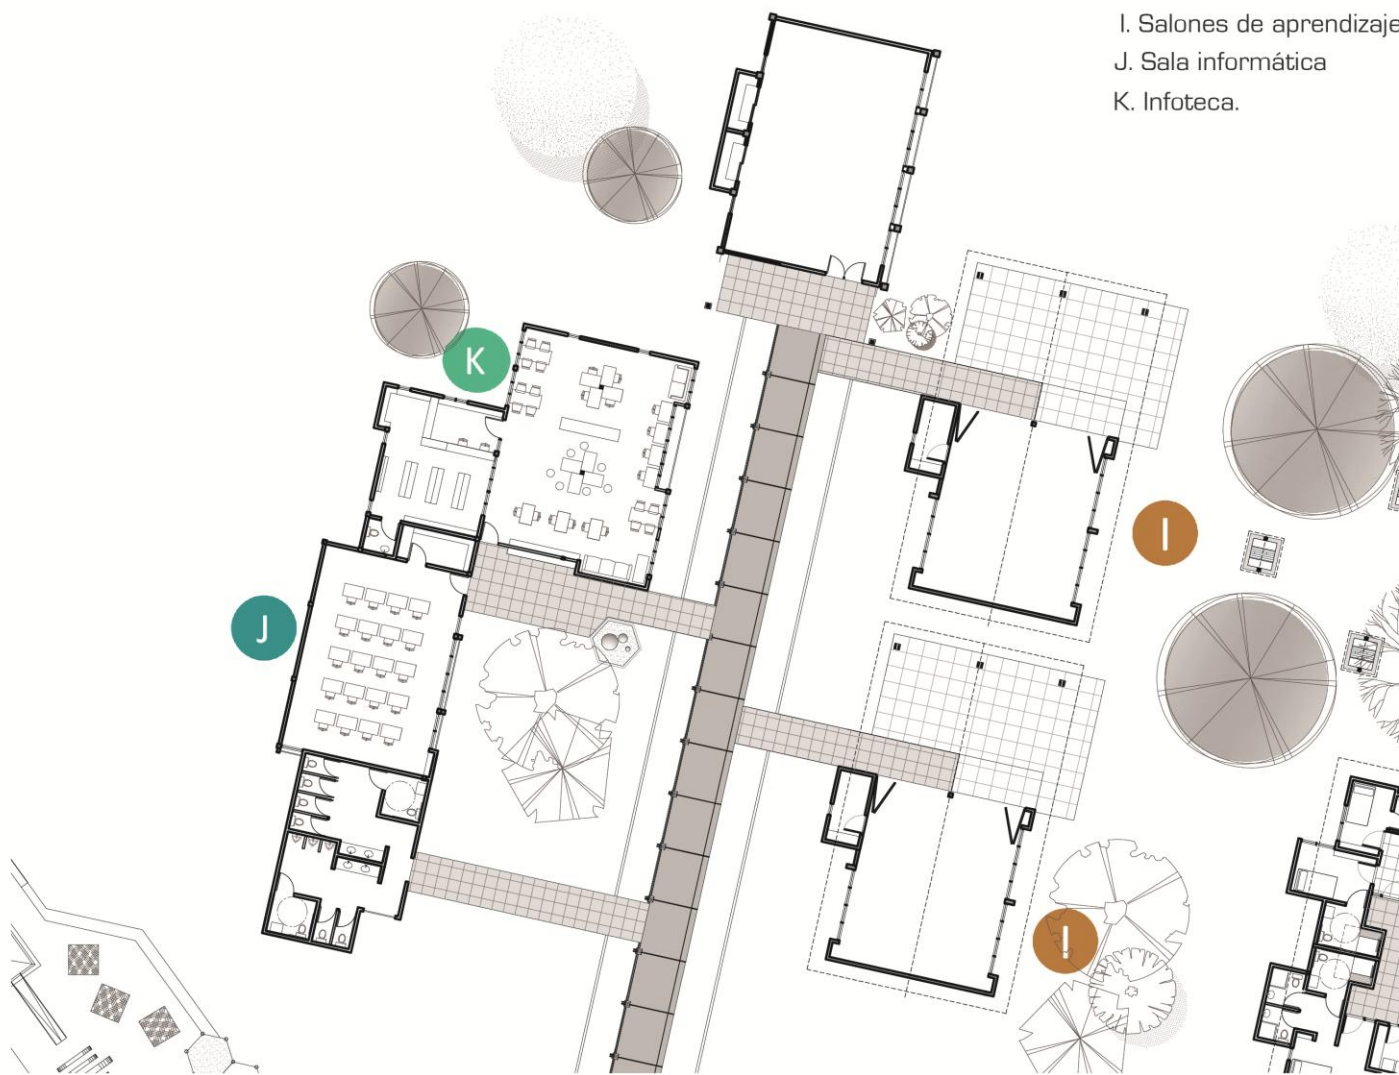 I. Salones de aprendizaje
J. Sala informática
K. Infoteca.
K
I
J
I